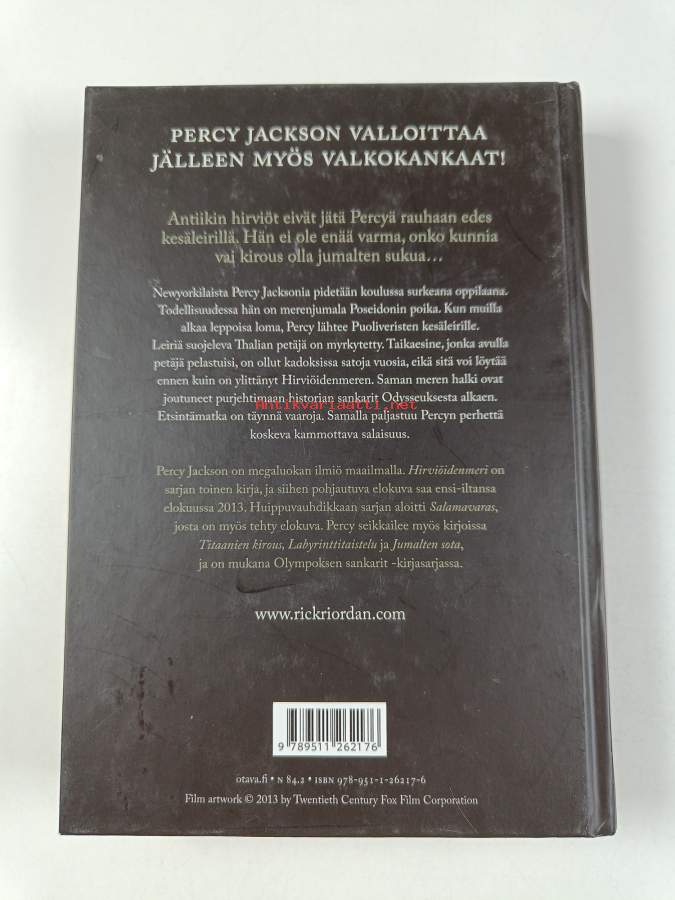 PERCY JACKSON VALLOITTAA
JÄLLEEN MYÖS VALKOKANKAAT!
Antiikin hirviöt eivät jätä Percyä rauhaan edes
kesäleirillä. Hän ei ole enää varma, onko kunnia
vai kirous olla jumalten sukua…
Newyorkilaista Percy Jacksonia pidetään koulussa surkeana oppilaana.
Todellisuudessa hän on merenjumala Poseidonin poika. Kun muilla
alkaa leppoisa loma, Percy lähtee Puoliveristen kesäleirille.
Leiriä suojeleva Thalian petäjä on myrkytetty. Taikaesine, jonka avulla
petäjä pelastuisi, on ollut kadoksissa satoja vuosia, eikä sitä voi löytää
ennen kuin on ylittänyt Hirviöidenmeren. Saman meren halki ovat
joutuneet purjehtimaan historian sankarit Odysseuksesta alkaen.
Antikvariaatti.net
Etsintämatka on täynnä vaaroja. Samalla paljastuu Percyn perhettä
koskeva kammottava salaisuus.
Percy Jackson on megaluokan ilmiö maailmalla. Hirviöidenmeri on
sarjan toinen kirja, ja siihen pohjautuva elokuva saa ensi-iltansa
elokuussa 2013. Huippuvauhdikkaan sarjan aloitti Salamavaras,
josta on myös tehty elokuva. Percy seikkailee myös kirjoissa
Titaanien kirous, Labyrinttitaistelu ja Jumalten sota,
ja on mukana Olympoksen sankarit -kirjasarjassa.
www.rickriordan.com
9 789511 262176
otava.fi • N 84.2 • ISBN 978-951-1-26217-6
Film artwork © 2013 by Twentieth Century Fox Film Corporation